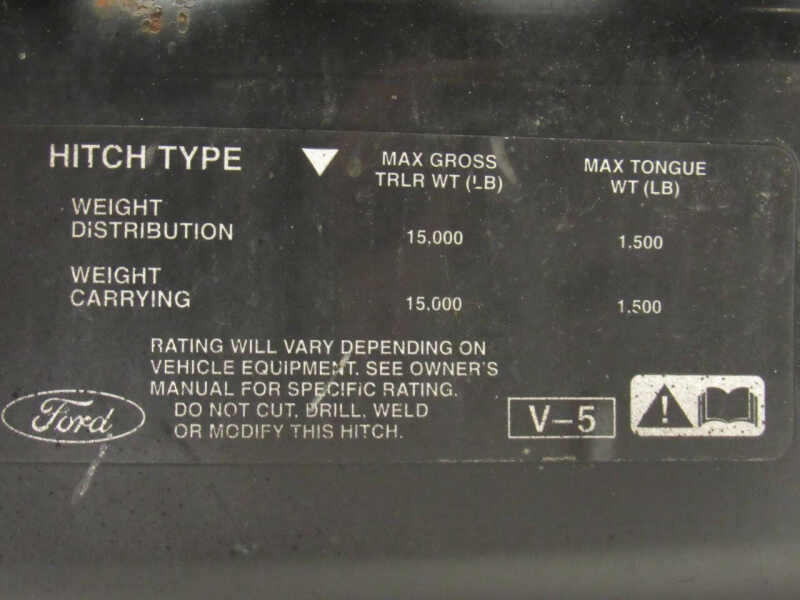 HITCH TYPE
MAX GROSS
TRLR WT (LB)
MAX TONGUE
WT (LB)
WEIGHT
DISTRIBUTION 15.000 1.500
WEIGHT
CARRYING 15.000 1.500
RATING WILL VARY DEPENDING ON
VEHICLE EQUIPMENT. SEE OWNER'S
MANUAL FOR SPECIFIC RATING.
DO NOT CUT, DRILL, WELD
OR MODIFY THIS HITCH.
Ford
V-5
!